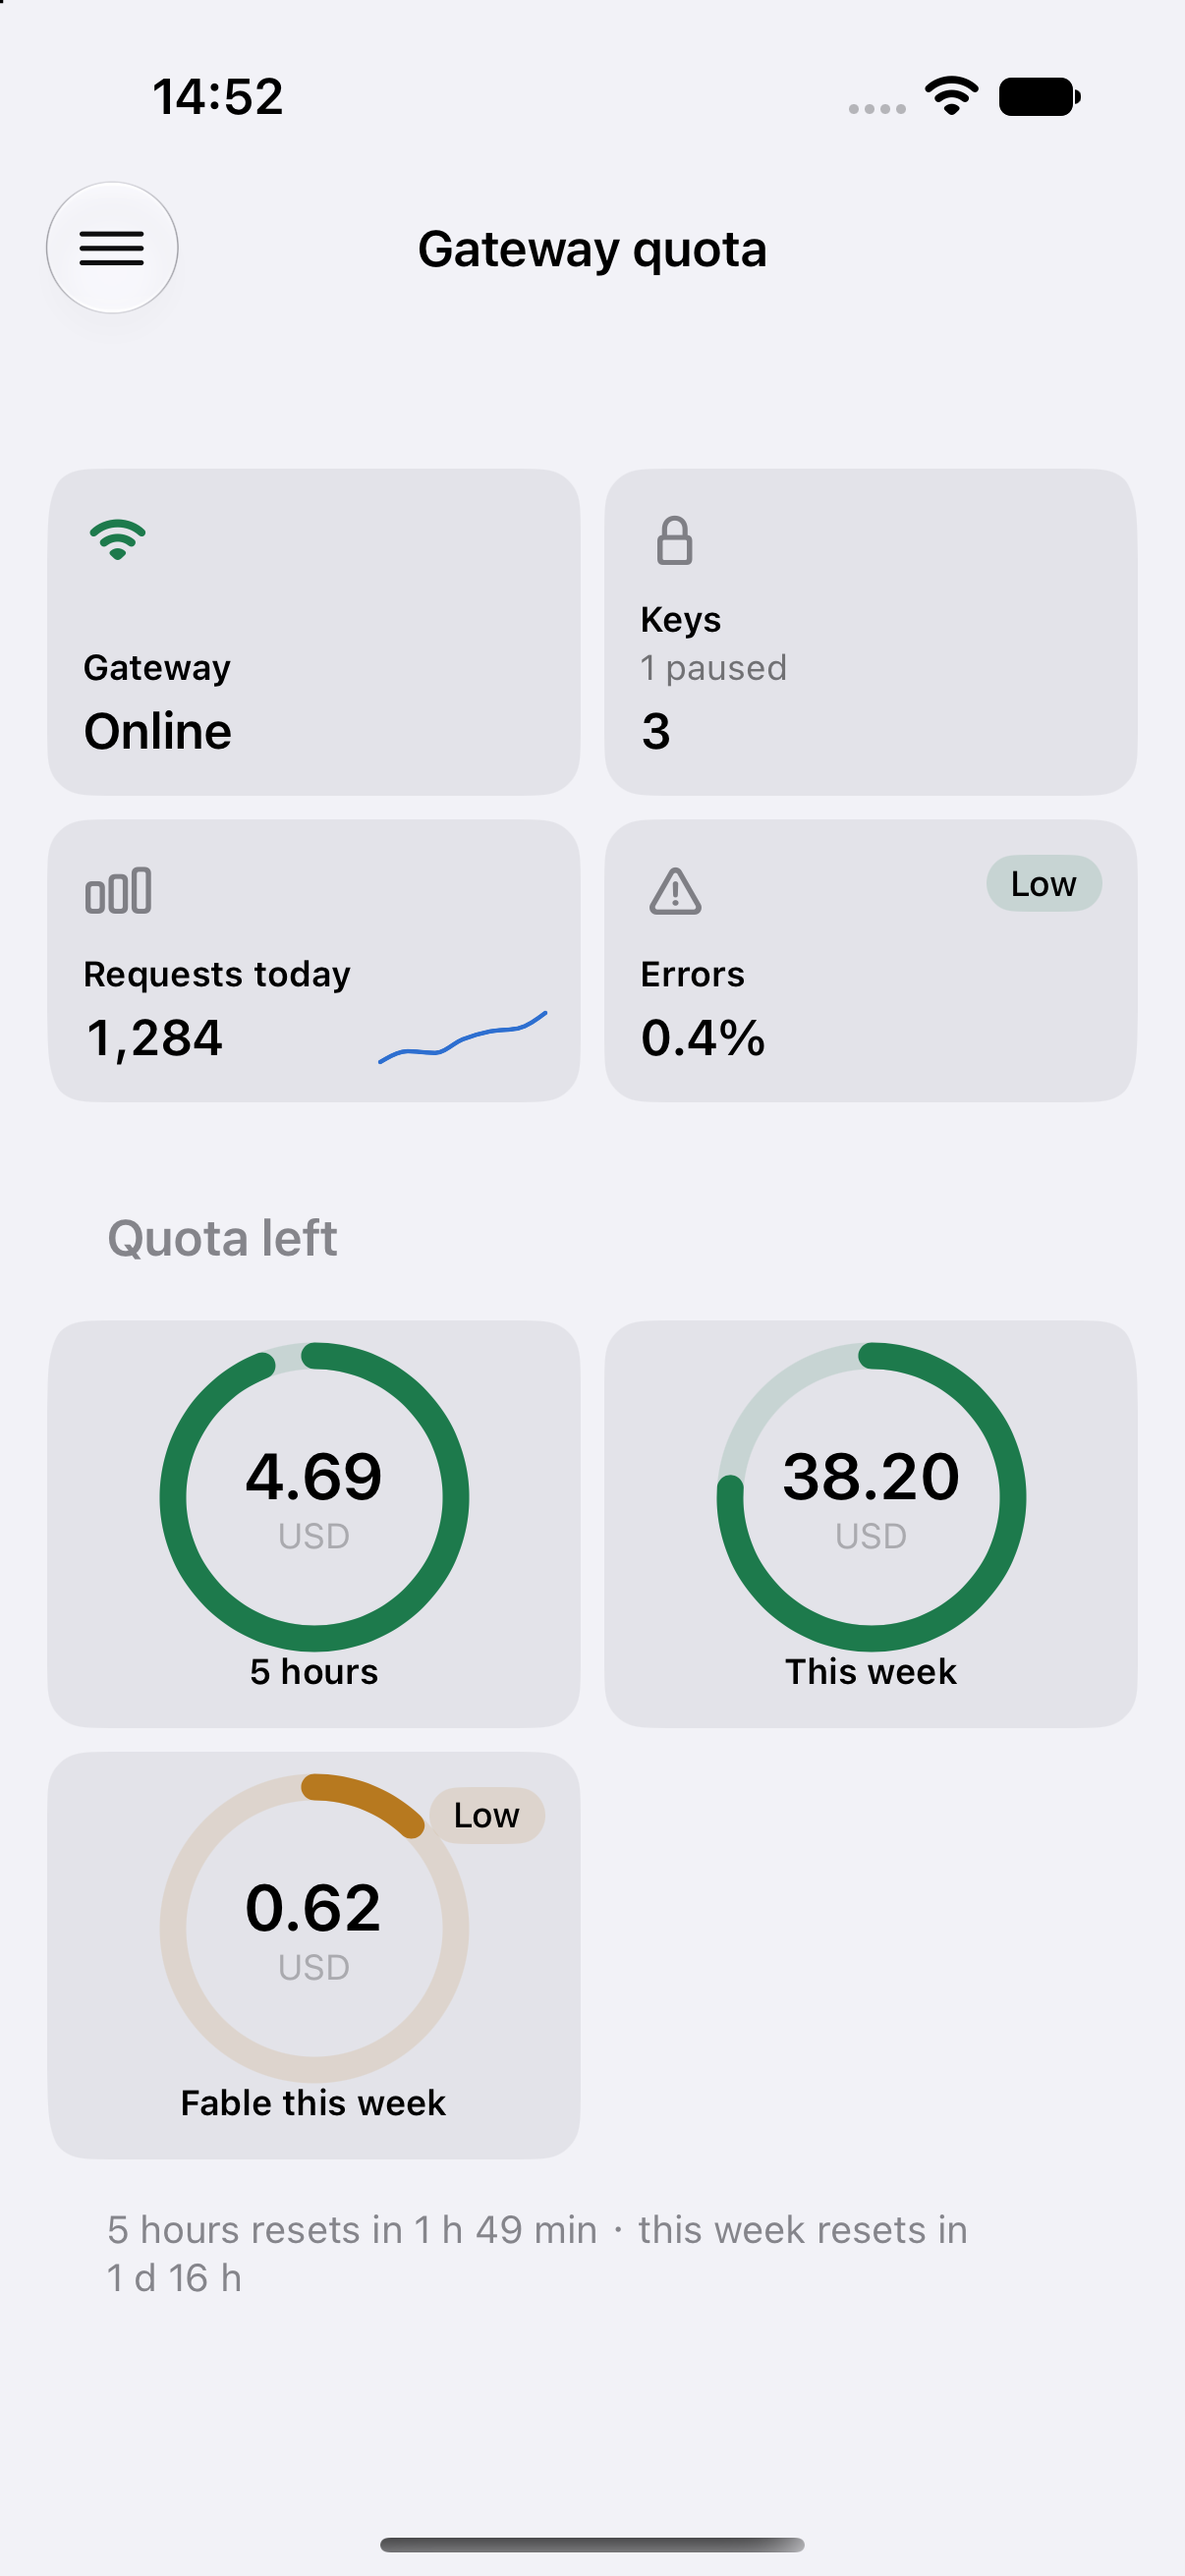 14:52
Gateway quota
Gateway
Online
Keys
1 paused
3
Requests today
1,284
Low
Errors
0.4%
Quota left
4.69
USD
5 hours
38.20
USD
This week
Low
0.62
USD
Fable this week
5 hours resets in 1 h 49 min · this week resets in
1 d 16 h